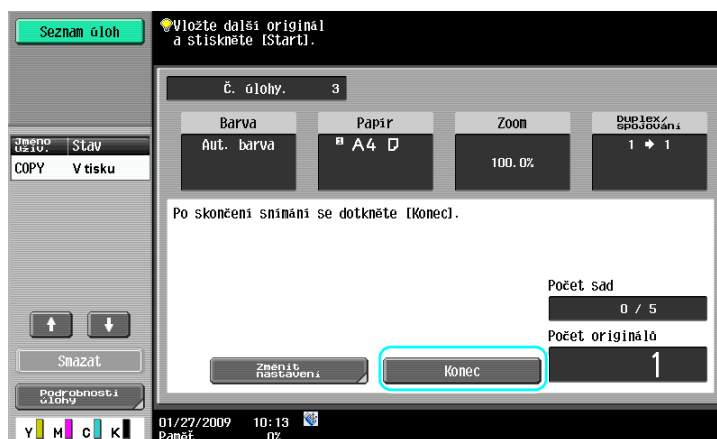 Seznam úloh
Vložte další originál
a stiskněte [Start].
Č. úlohy. 3
Barva
Papír
Zoom
Duplex/
spojování
Aut. barva
A4
100.0%
1 → 1
Jméno
uživ.
Stav
COPY
V tisku
Po skončení snímání se dotkněte [Konec].
Počet sad
0 / 5
Počet originálů
1
Změnit
nastavení
Konec
Smazat
Podrobnosti
úlohy
Y M C K
01/27/2009 10:13
Paměť 0%